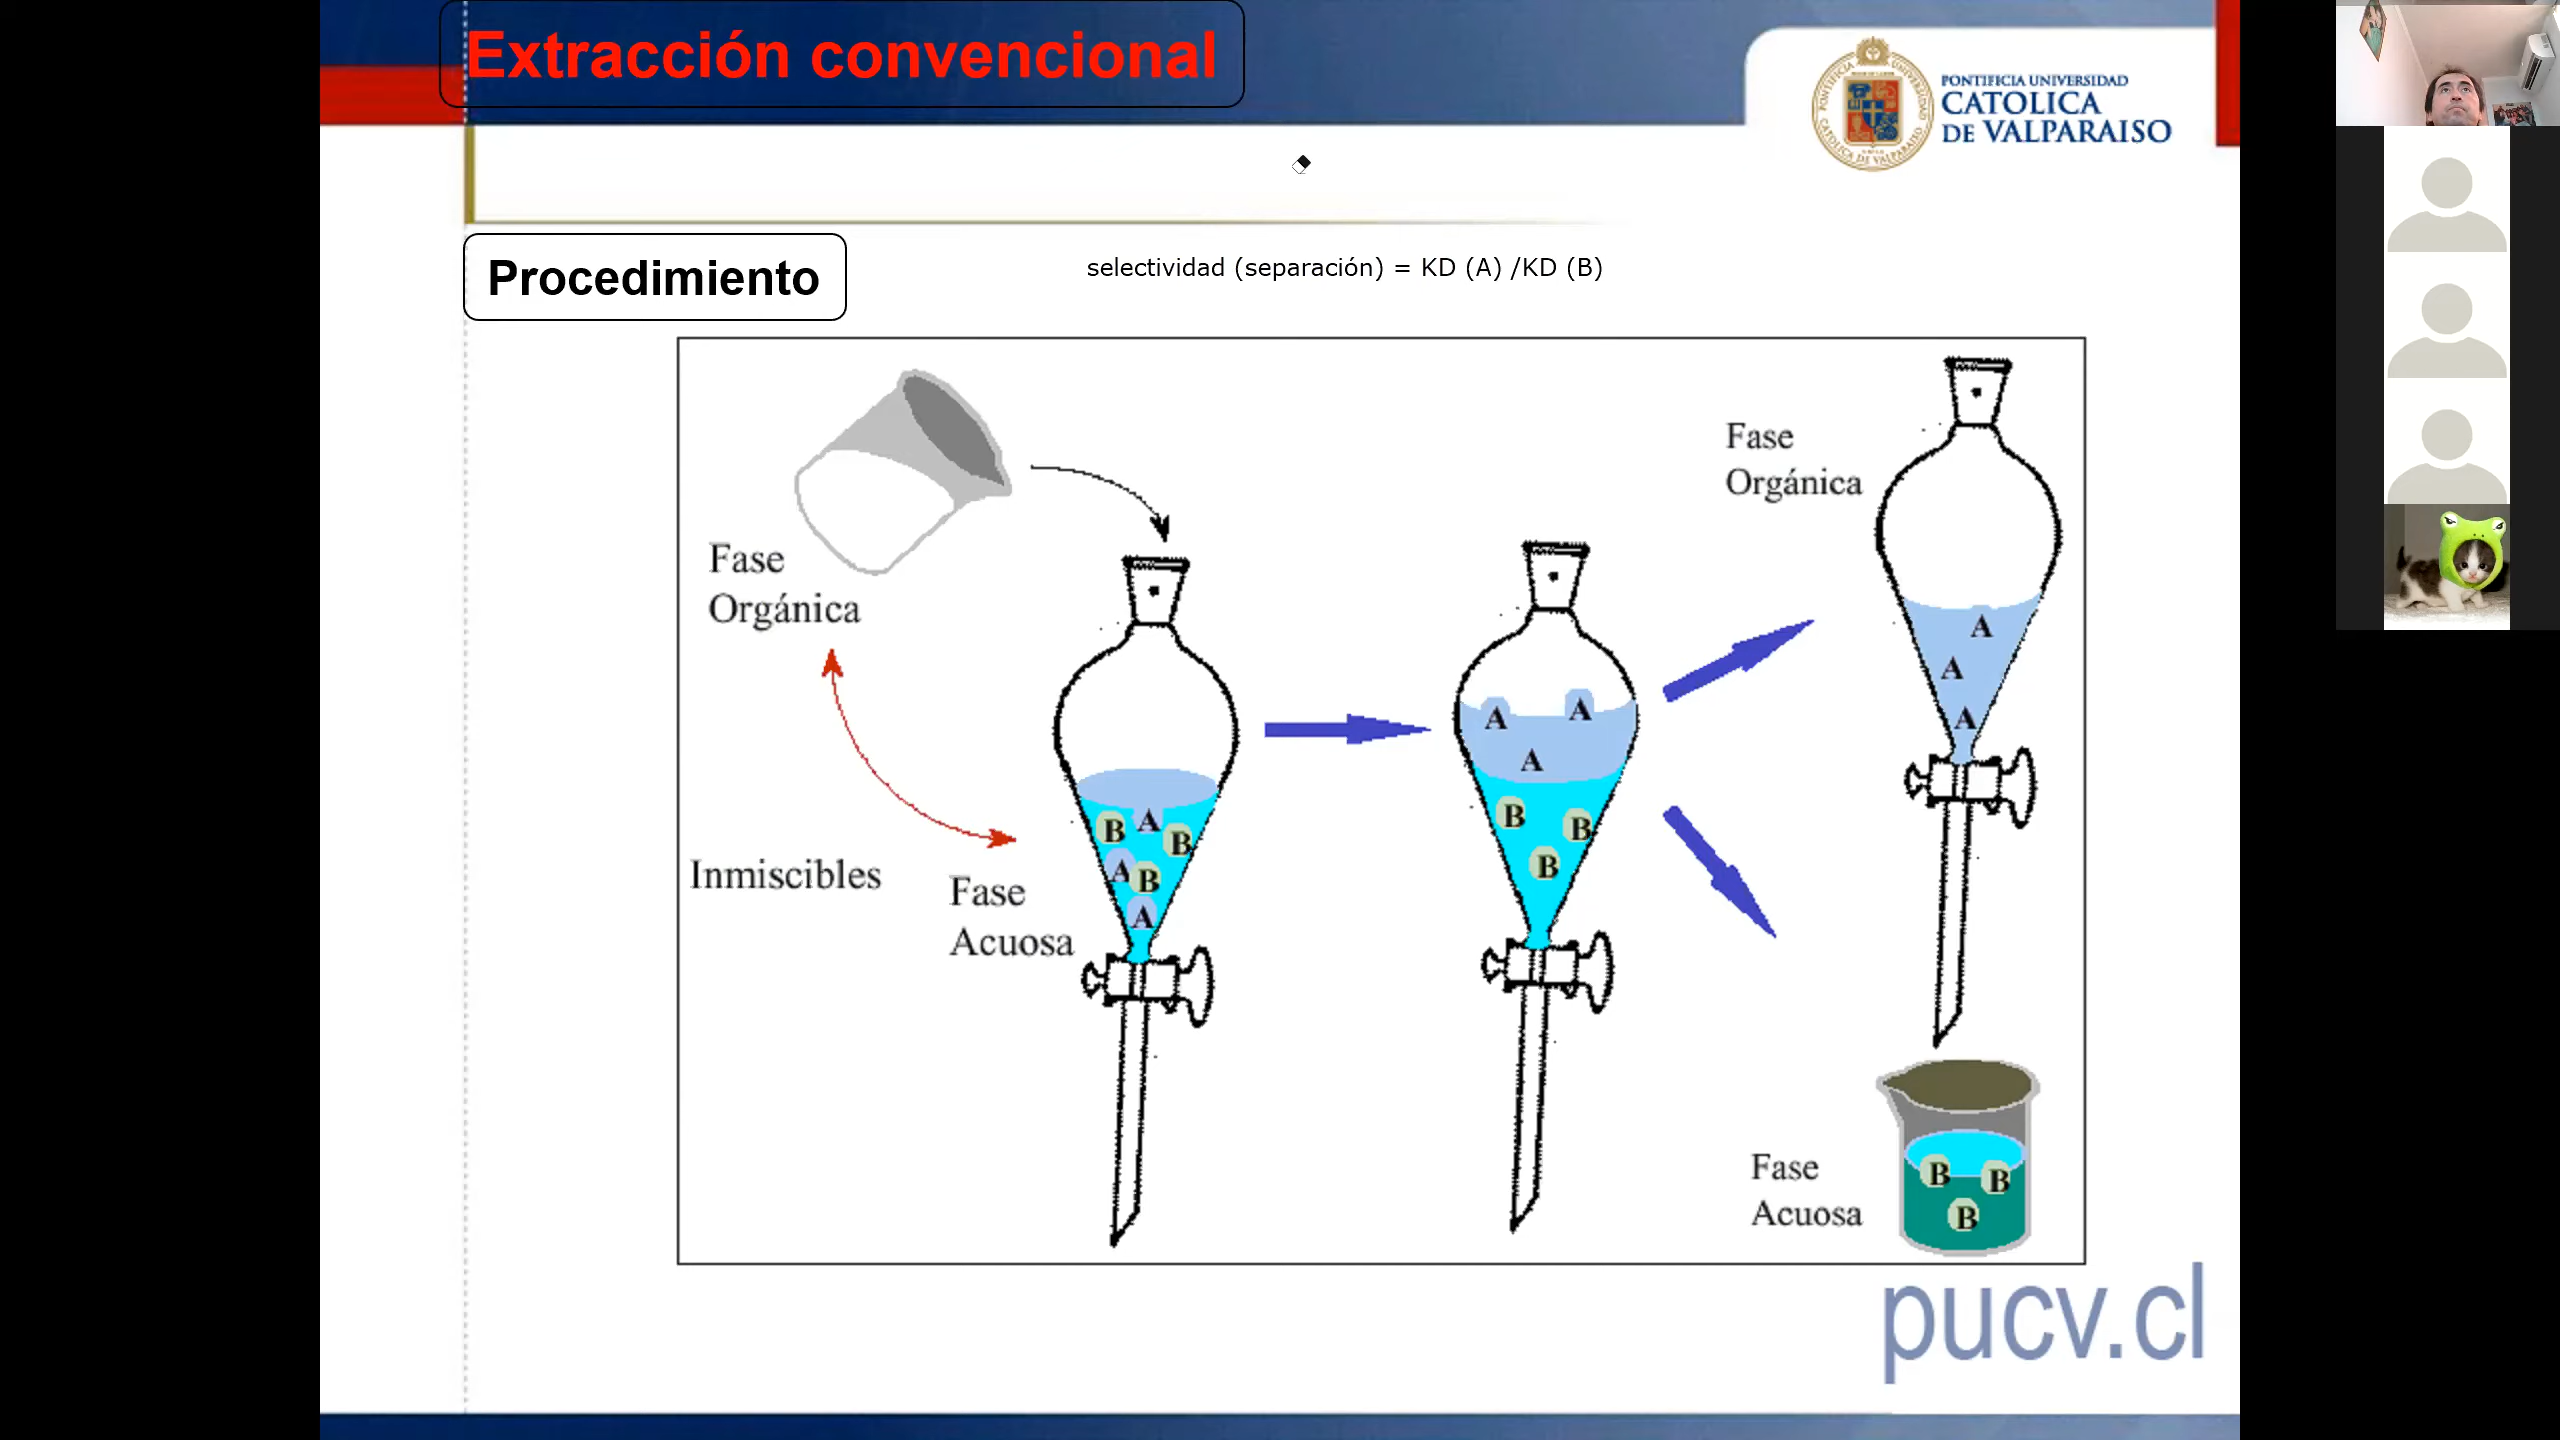 Extracción convencional
PONTIFICIA UNIVERSIDAD
CATOLICA
DE VALPARAISO
Procedimiento
selectividad (separación) = KD (A) /KD (B)
Fase
Orgánica
Inmiscibles
Fase
Acuosa
B A B
A B
A
A A
A
B B
B
Fase
Orgánica
A
A
A
Fase
Acuosa
B B
B
pucv.cl